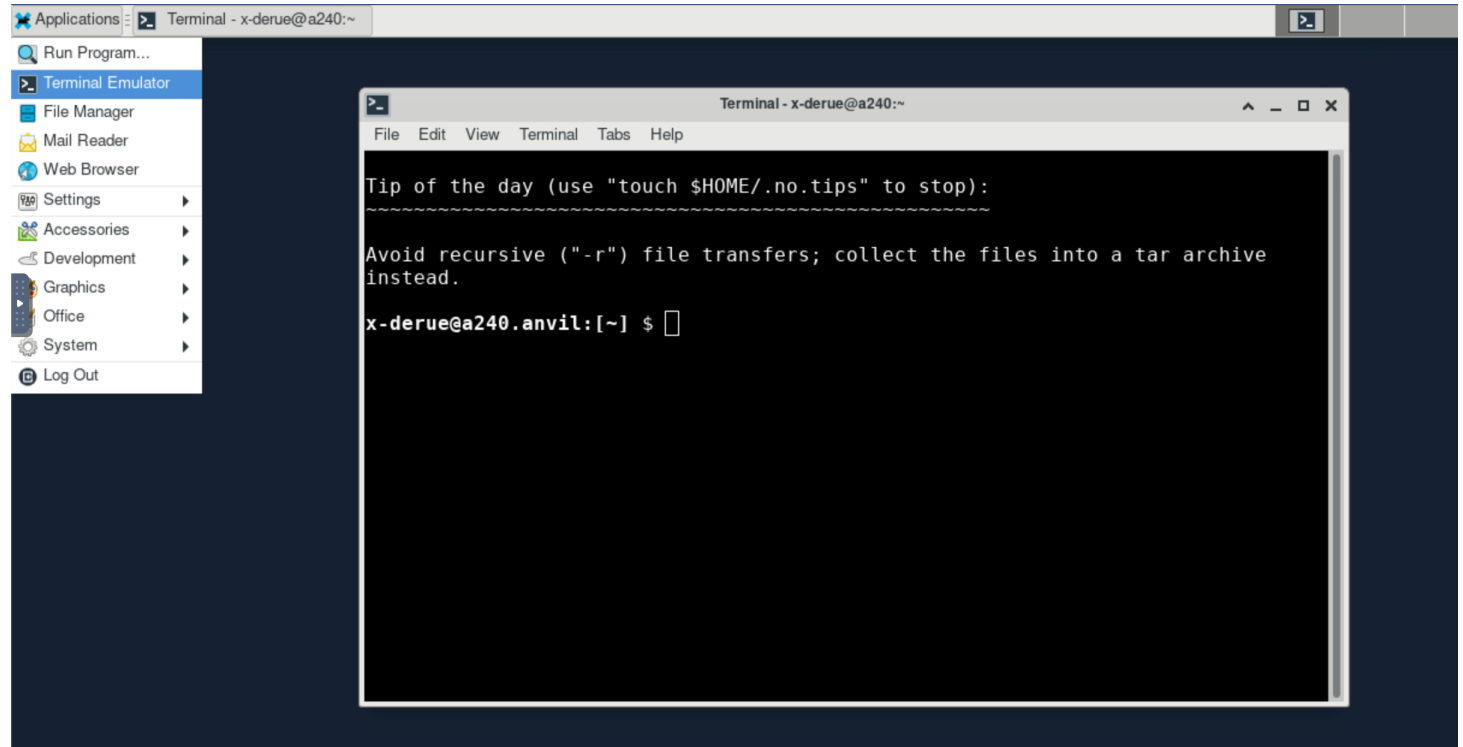 Applications
Terminal - x-derue@a240:~
Run Program...
Terminal Emulator
File Manager
Mail Reader
Web Browser
Settings
Accessories
Development
Graphics
Office
System
Log Out
Terminal - x-derue@a240:~
File Edit View Terminal Tabs Help
Tip of the day (use "touch $HOME/.no.tips" to stop):
~~~~~~~~~~~~~~~~~~~~~~~~~~~~~~~~~~~~~~~~~~~~~~~~~~~~
Avoid recursive ("-r") file transfers; collect the files into a tar archive
instead.
x-derue@a240.anvil:[~] $